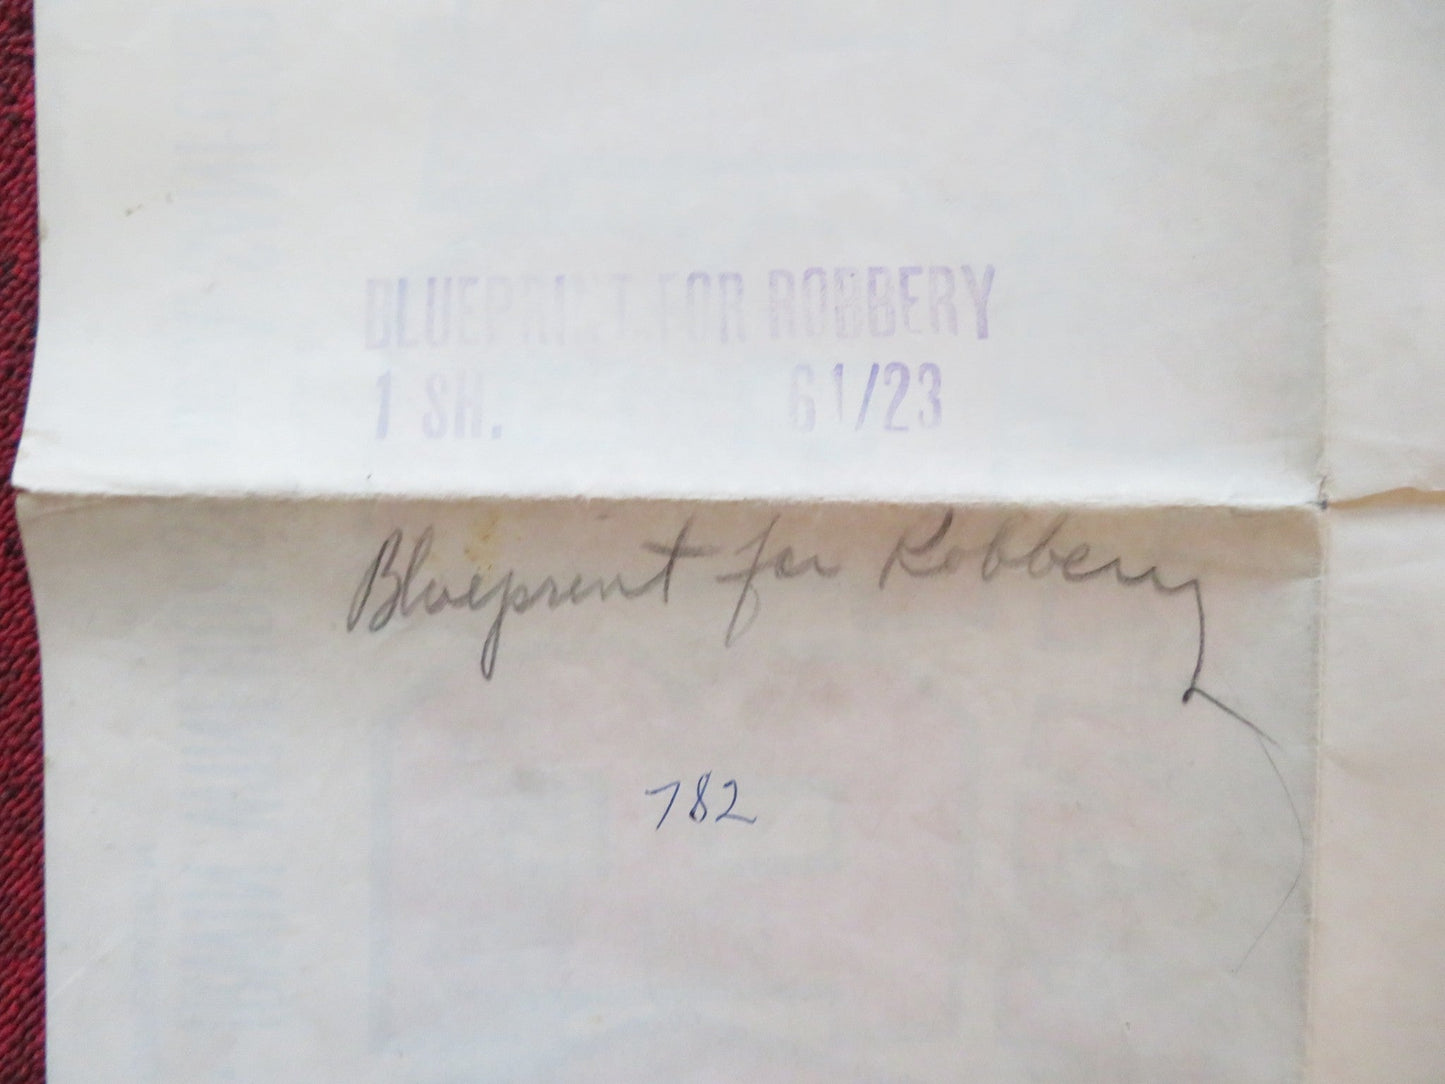 BLUEPRINT FOR ROBBERY
1 SH. 61/23
Blueprint for Robbery
782